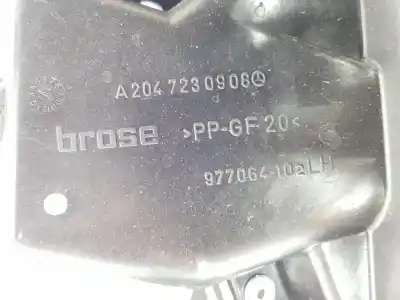 A 204 723 09 08
brose >PP-GF 20<
977064-102 LH